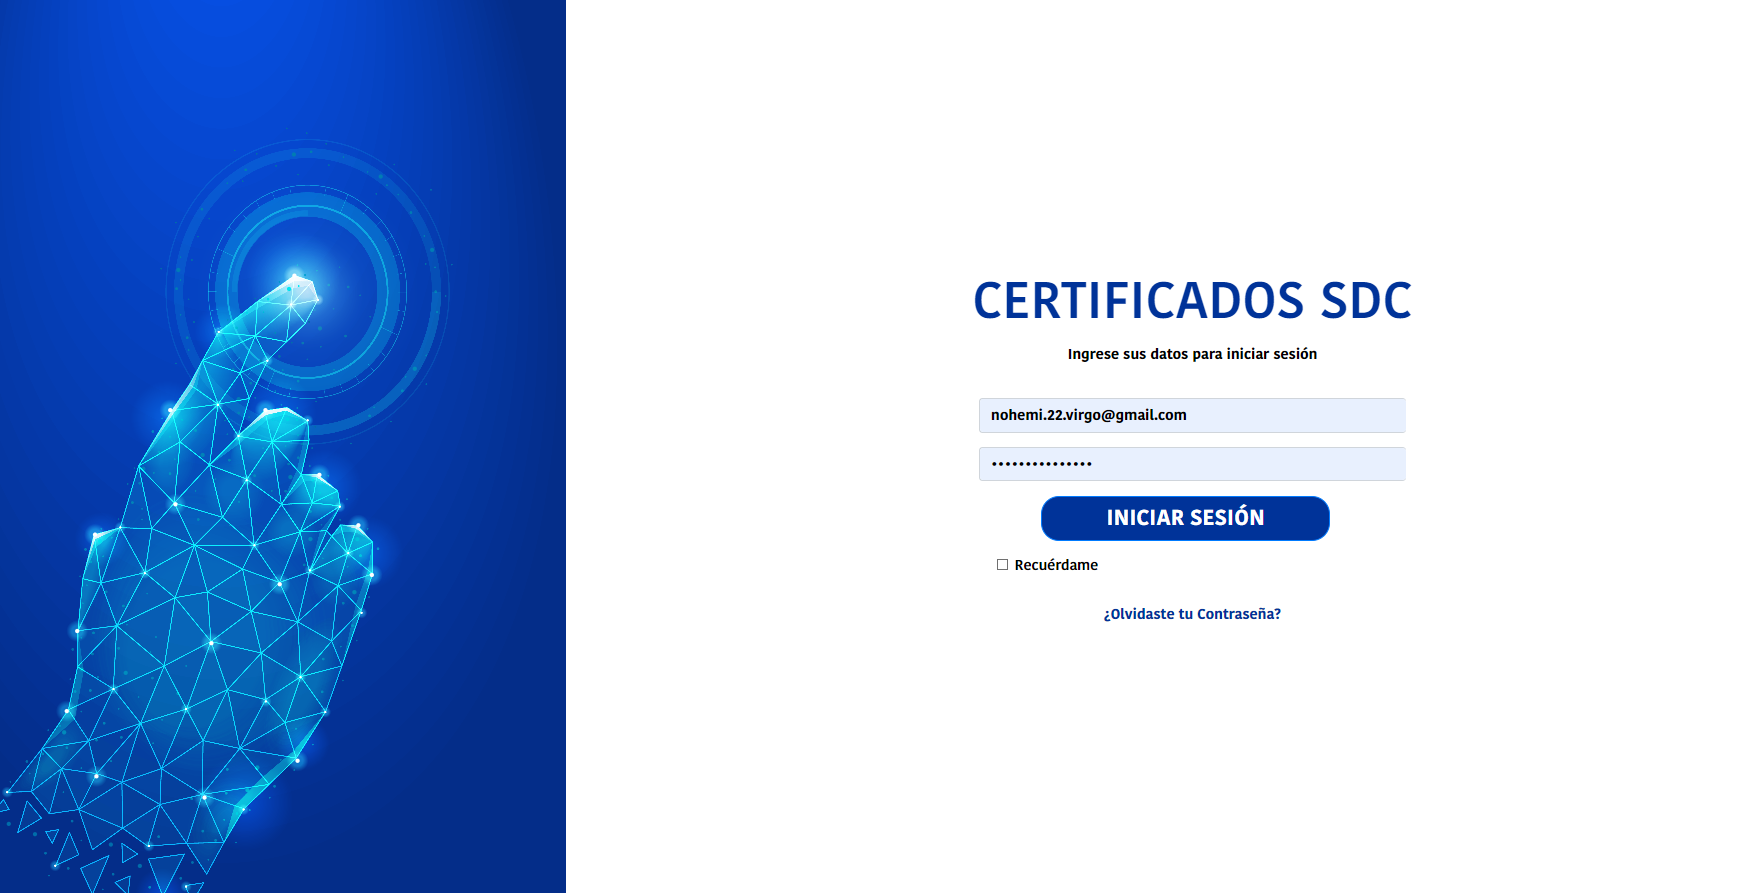 CERTIFICADOS SDC
Ingrese sus datos para iniciar sesión
nohemi.22.virgo@gmail.com
•••••••••••••••
INICIAR SESIÓN
Recuérdame
¿Olvidaste tu Contraseña?